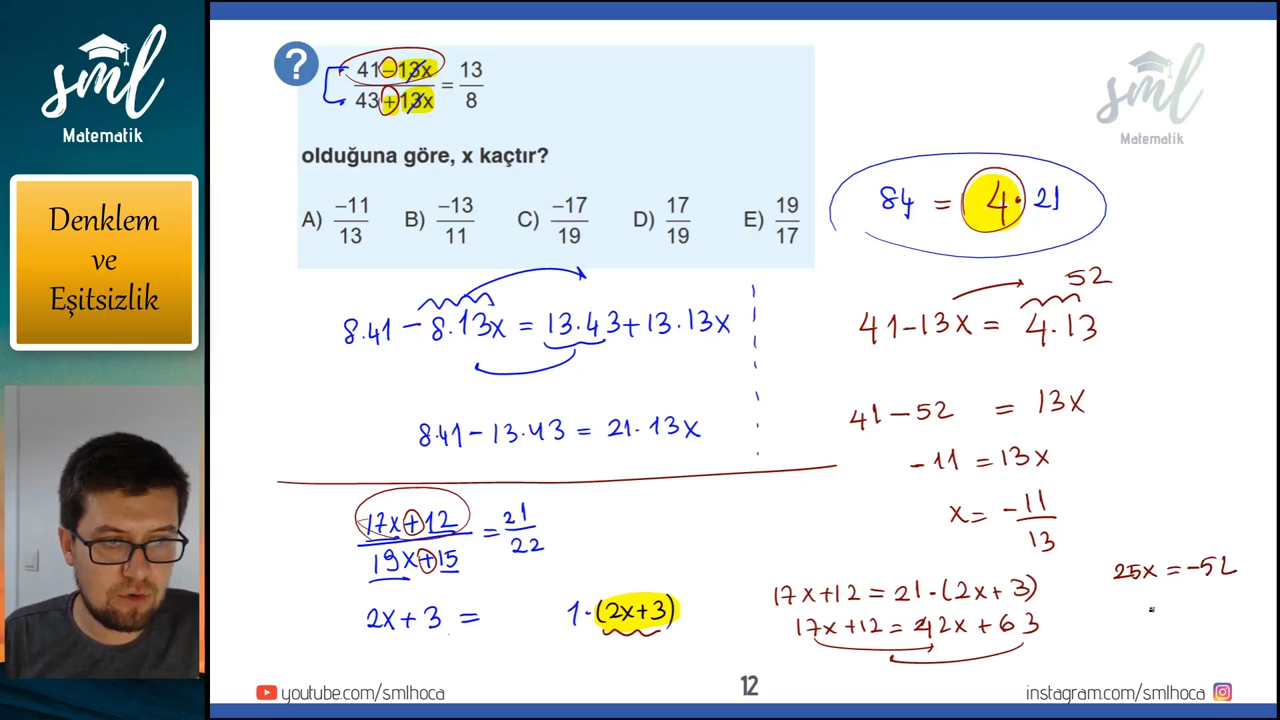 sml
Matematik
Denklem
ve
Eşitsizlik
?
41-13x / 43+13x = 13/8
olduğuna göre, x kaçtır?
A) -11/13 B) -13/11 C) -17/19 D) 17/19 E) 19/17
sml
Matematik
84 = 4·21
8.41 - 8.13x = 13.43 + 13.13x
8.41 - 13.43 = 21.13x
52
41-13x = 4.13
41-52 = 13x
-11 = 13x
x = -11/13
17x+12 / 19x+15 = 21/22
2x+3 = 1·(2x+3)
17x+12 = 21·(2x+3)
17x+12 = 42x+63
25x = -52
youtube.com/smlhoca
12
instagram.com/smlhoca